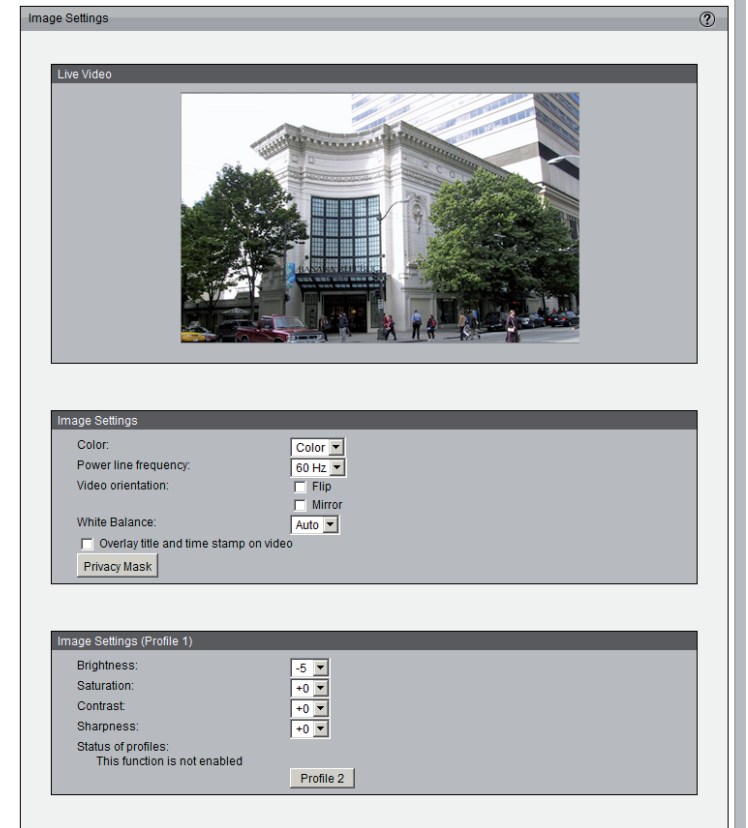 Image Settings ?
Live Video
Image Settings
Color: Color
Power line frequency: 60 Hz
Video orientation: Flip
Mirror
White Balance: Auto
Overlay title and time stamp on video
Privacy Mask
Image Settings (Profile 1)
Brightness: -5
Saturation: +0
Contrast: +0
Sharpness: +0
Status of profiles:
This function is not enabled
Profile 2